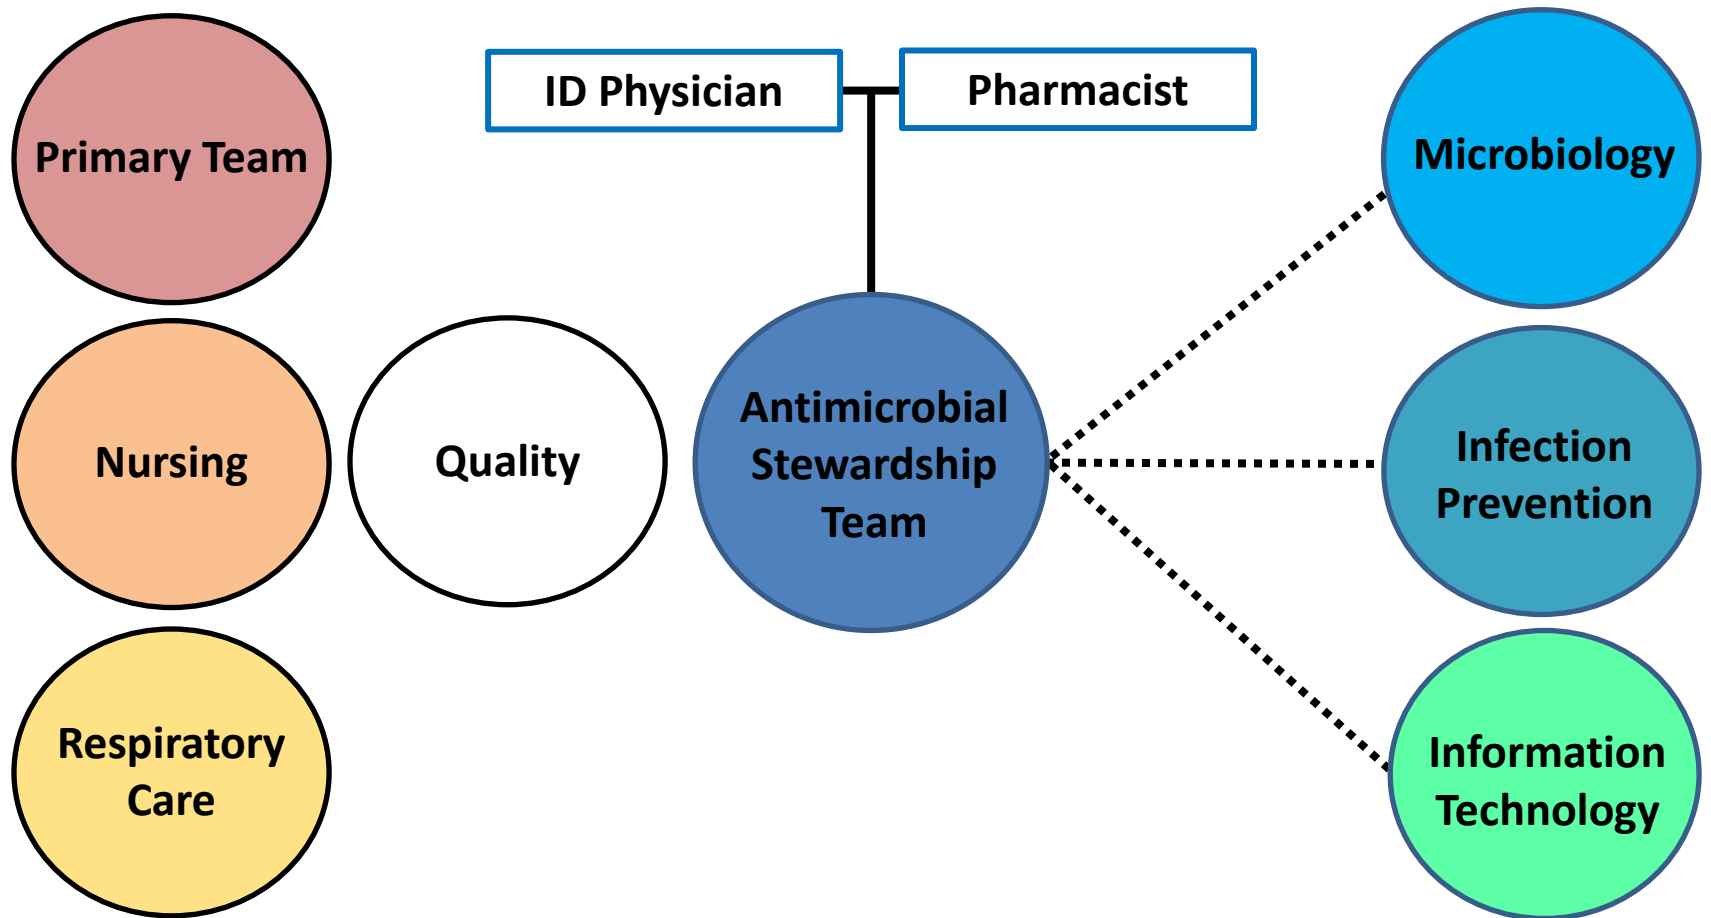 ID Physician
Pharmacist
Primary Team
Microbiology
Nursing
Quality
Antimicrobial
Stewardship
Team
Infection
Prevention
Respiratory
Care
Information
Technology